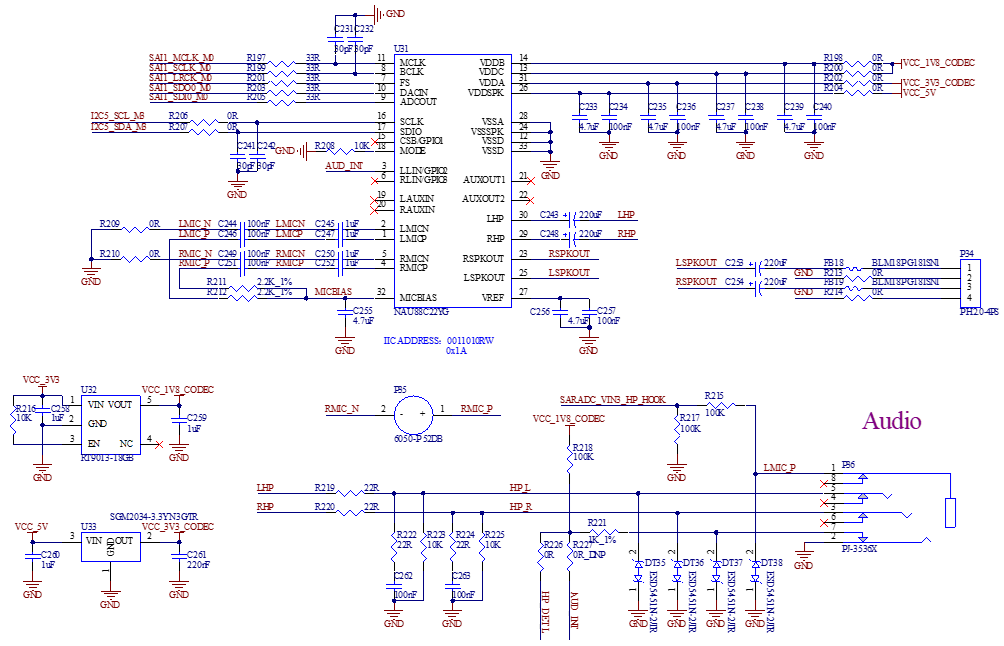 GND
C231 C232
30pF 30pF
U31
SAI1_MCLK_M0 R197 33R 11 MCLK VDDB 14 R198 0R VCC_1V8_CODEC
SAI1_SCLK_M0 R199 33R 8 BCLK VDDC 13 R200 0R
SAI1_LRCK_M0 R201 33R 7 FS VDDA 31 R202 0R VCC_3V3_CODEC
SAI1_SDO0_M0 R203 33R 10 DACIN VDDSPK 26 R204 0R VCC_5V
SAI1_SDI0_M0 R205 33R 9 ADCOUT
C233 C234 C235 C236 C237 C238 C239 C240
4.7uF 100nF 4.7uF 100nF 4.7uF 100nF 4.7uF 100nF
GND GND GND GND
I2C5_SCL_M3 R206 0R 16 SCLK VSSA 28
I2C5_SDA_M3 R207 0R 17 SDIO VSSSPK 24
15 CSB/GPIO1 VSSD 12
C241 C242 GND R208 10K 18 MODE VSSD 33
30pF 30pF
GND
GND
AUD_INT 3 LLIN/GPIO2
6 RLIN/GPIO3 AUXOUT1 21
19 LAUXIN AUXOUT2 22
20 RAUXIN
LHP 30 C243 220uF LHP
R209 0R LMIC_N C244 100nF LMICN C245 1uF 2 LMICN
LMIC_P C246 100nF LMICP C247 1uF 1 LMICP RHP 29 C248 220uF RHP
R210 0R RMIC_N C249 100nF RMICN C250 1uF 5 RMICN RSPKOUT 23 RSPKOUT
RMIC_P C251 100nF RMICP C252 1uF 4 RMICP
GND
LSPKOUT 25 LSPKOUT
R211 2.2K_1%
R212 2.2K_1% MICBIAS 32 MICBIAS VREF 27
C255
4.7uF
NAU88C22YG
C256 4.7uF C257 100nF
GND
GND
P34
LSPKOUT C253 220uF FB18 BLM18PG181SN1 1
GND R213 0R 2
RSPKOUT C254 220uF FB19 BLM18PG181SN1 3
GND R214 0R 4
PH2.0-4PS
IIC ADDRESS: 0011010RW
0x1A
VCC_3V3 U32 VCC_1V8_CODEC
R216 10K C258 1uF 1 VIN VOUT 5 C259 1uF
2 GND
3 EN NC 4
RT9013-18GB
GND GND
P35
RMIC_N 2 - + 1 RMIC_P
6050-P52DB
SARADC_VIN3_HP_HOOK R215
100K
VCC_1V8_CODEC R217
100K
GND
R218
100K
Audio
LMIC_P P36
1
8
5
4
3
6
7
2
PJ-3536X
GND
LHP R219 22R HP_L
RHP R220 22R HP_R
R221
1K_1%
R222 22R R223 10K R224 22R R225 10K
C262 100nF C263 100nF
GND GND
R226 0R R227 0R_DNP
HP_DET_L AUD_INT
2 DT35 2 DT36 2 DT37 2 DT38
1 ESD5451N-2/TR 1 ESD5451N-2/TR 1 ESD5451N-2/TR 1 ESD5451N-2/TR
GND GND GND GND
SGM2034-3.3YN3GTR
VCC_5V U33 VCC_3V3_CODEC
C260 1uF 3 VIN OUT 2 C261 220nF
GND
1
GND GND GND